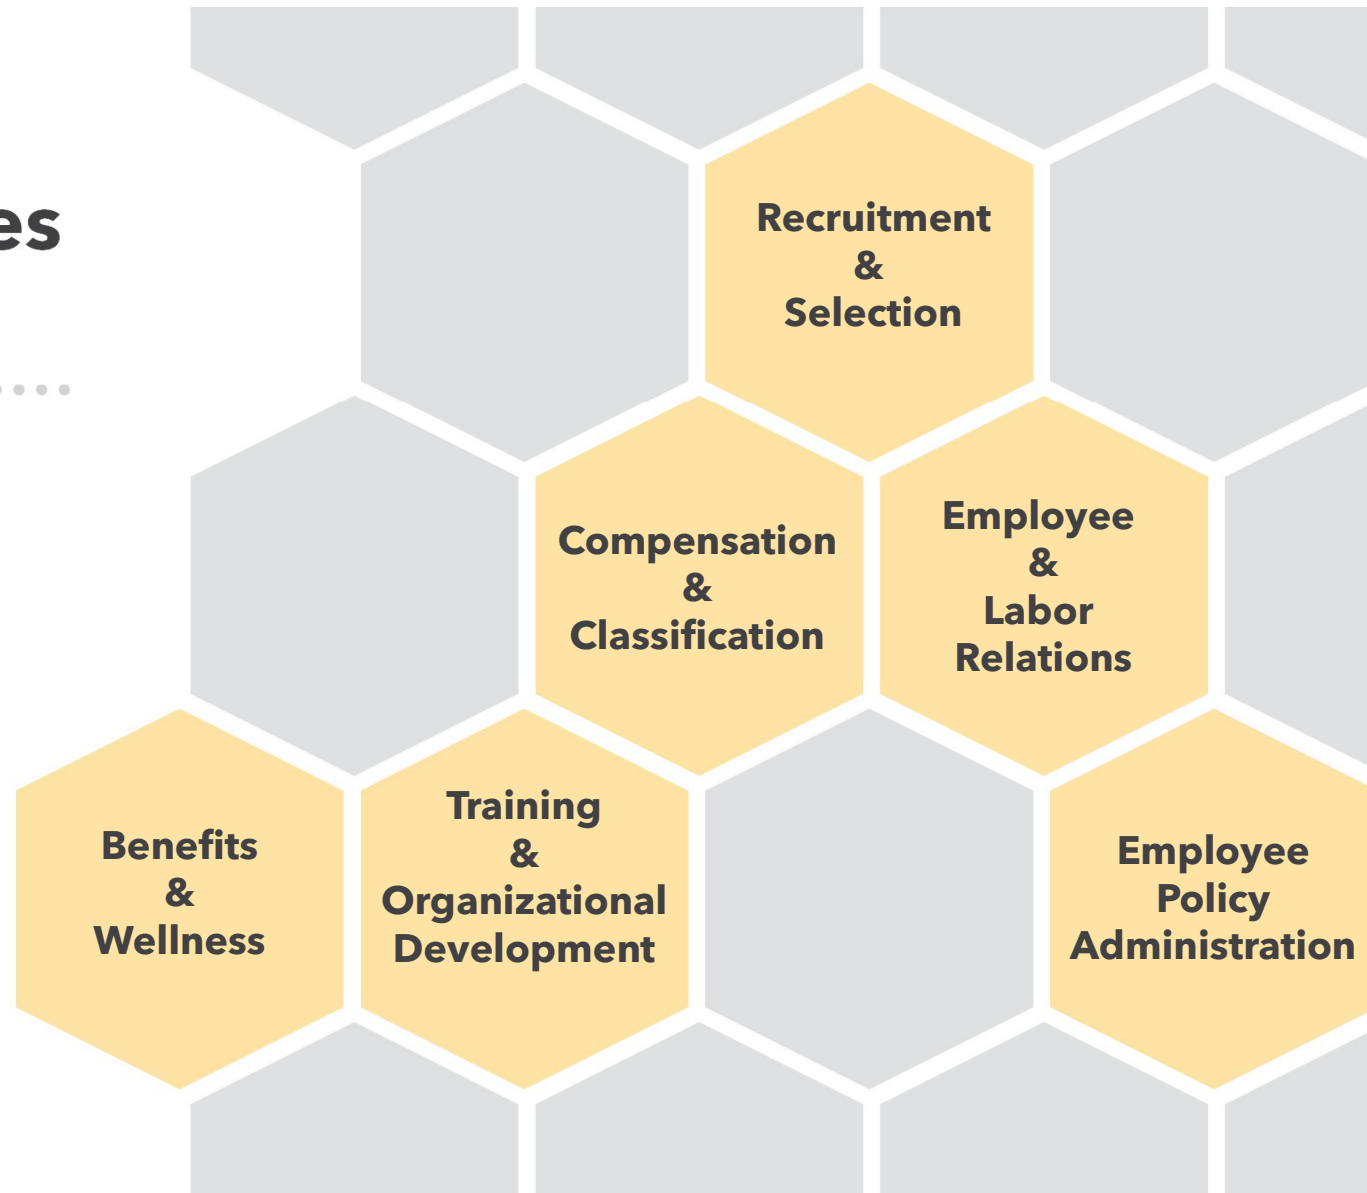 es
Recruitment
&
Selection
Compensation
&
Classification
Employee
&
Labor
Relations
Benefits
&
Wellness
Training
&
Organizational
Development
Employee
Policy
Administration